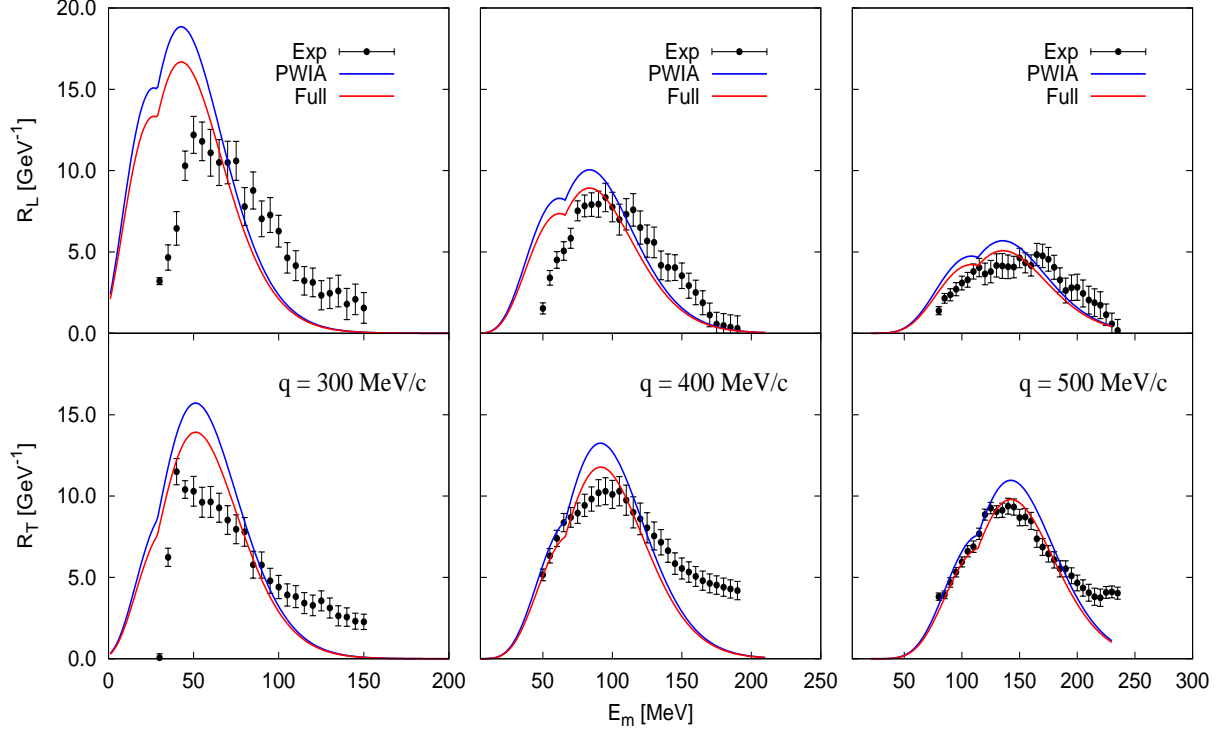 20.0
15.0
10.0
5.0
0.0
R_L [GeV^-1]
Exp
PWIA
Full
Exp
PWIA
Full
Exp
PWIA
Full
q = 300 MeV/c
q = 400 MeV/c
q = 500 MeV/c
15.0
10.0
5.0
0.0
R_T [GeV^-1]
0 50 100 150 200
50 100 150 200 250
50 100 150 200 250 300
E_m [MeV]